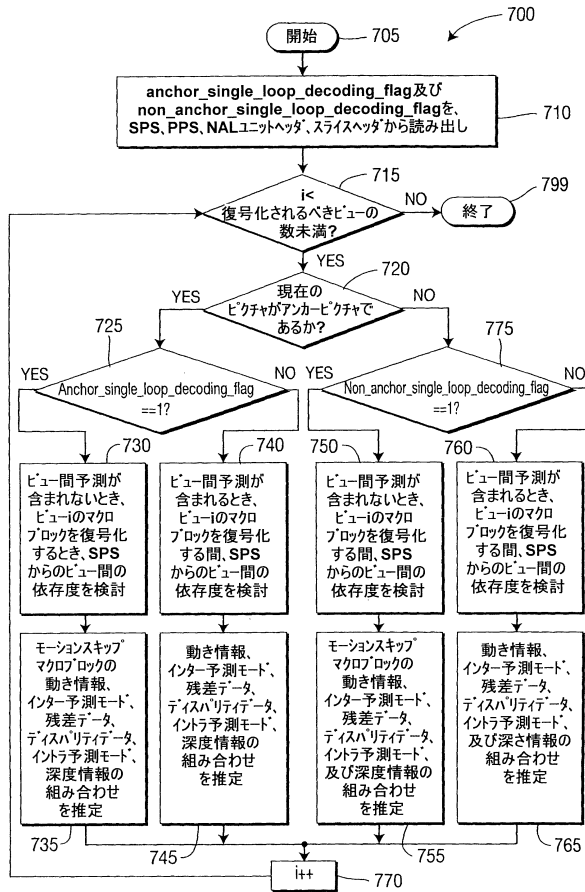 700
開始
705
anchor_single_loop_decoding_flag及び
non_anchor_single_loop_decoding_flagを、
SPS、PPS、NALユニットヘッダ、スライスヘッダから読み出し
710
715
i<
復号化されるべきビューの
数未満?
NO
799
終了
YES
720
現在の
ピクチャがアンカーピクチャで
あるか?
YES
NO
725
Anchor_single_loop_decoding_flag
==1?
YES
NO
775
Non_anchor_single_loop_decoding_flag
==1?
YES
NO
730
ビュー間予測が
含まれないとき、
ビューiのマクロ
ブロックを復号化
するとき、SPS
からのビュー間の
依存度を検討
740
ビュー間予測が
含まれるとき、
ビューiのマクロ
ブロックを復号化
する間、SPS
からのビュー間の
依存度を検討
750
ビュー間予測が
含まれないとき、
ビューiのマクロ
ブロックを復号化
する間、SPS
からのビュー間の
依存度を検討
760
ビュー間予測が
含まれるとき、
ビューiのマクロ
ブロックを復号化
する間、SPS
からのビュー間の
依存度を検討
モーションスキップ
マクロブロックの
動き情報、
インター予測モード、
残差データ、
ディスパリティデータ、
イントラ予測モード、
深度情報の
組み合わせ
を推定
735
動き情報、
インター予測モード、
残差データ、
ディスパリティデータ、
イントラ予測モード、
深度情報の
組み合わせ
を推定
745
モーションスキップ
マクロブロックの
動き情報、
インター予測モード、
残差データ、
ディスパリティデータ、
イントラ予測モード、
及び深度情報の
組み合わせ
を推定
755
動き情報、
インター予測モード、
残差データ、
ディスパリティデータ、
イントラ予測モード、
及び深さ情報の
組み合わせ
を推定
765
i++
770